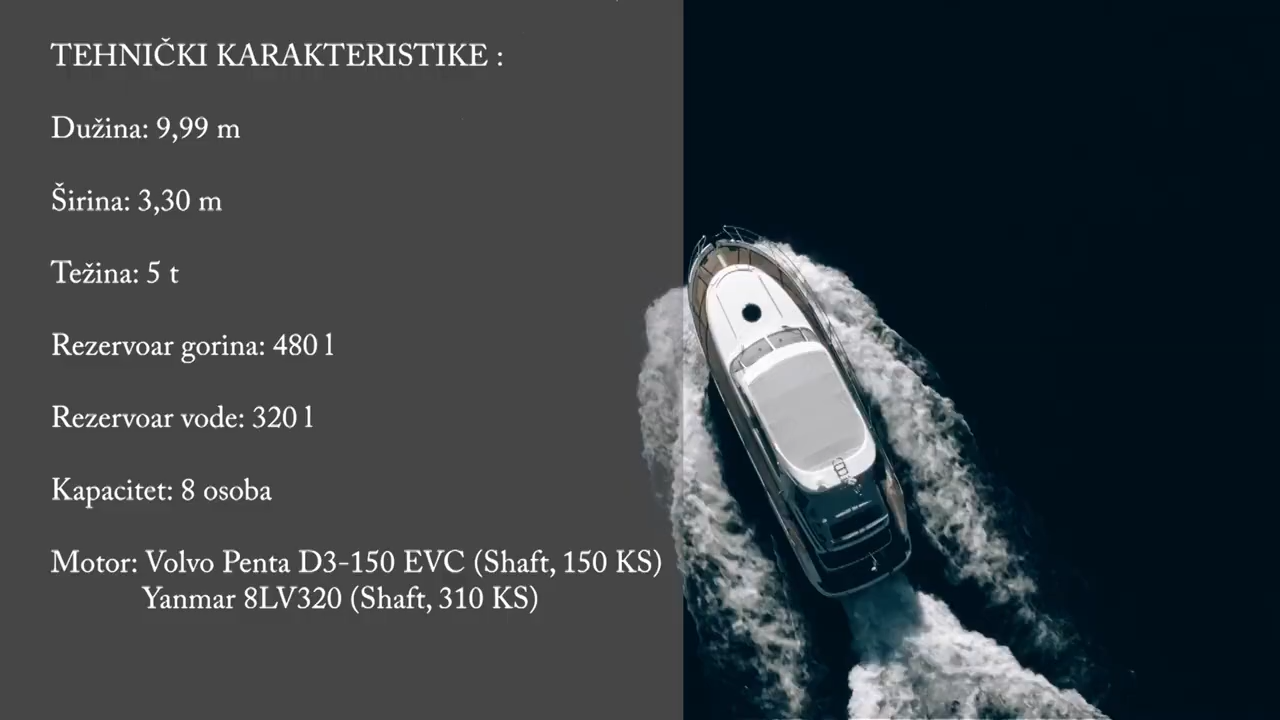 TEHNIČKI KARAKTERISTIKE :
Dužina: 9,99 m
Širina: 3,30 m
Težina: 5 t
Rezervoar gorina: 480 l
Rezervoar vode: 320 l
Kapacitet: 8 osoba
Motor: Volvo Penta D3-150 EVC (Shaft, 150 KS)
Yanmar 8LV320 (Shaft, 310 KS)